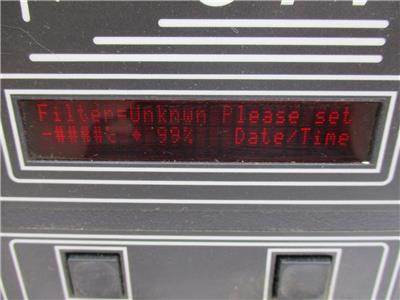 Filter=Unknwn Please set
-####c + 99% Date/Time